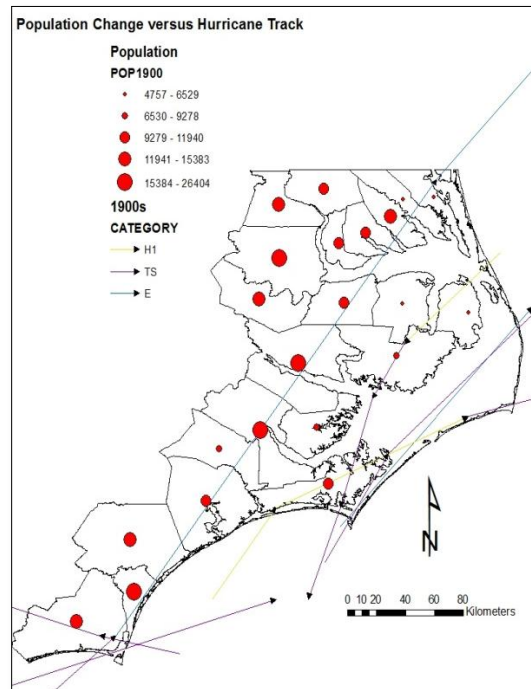 Population Change versus Hurricane Track
Population
POP1900
4757 - 6529
6530 - 9278
9279 - 11940
11941 - 15383
15384 - 26404
1900s
CATEGORY
H1
TS
E
N
0 10 20 40 60 80
Kilometers